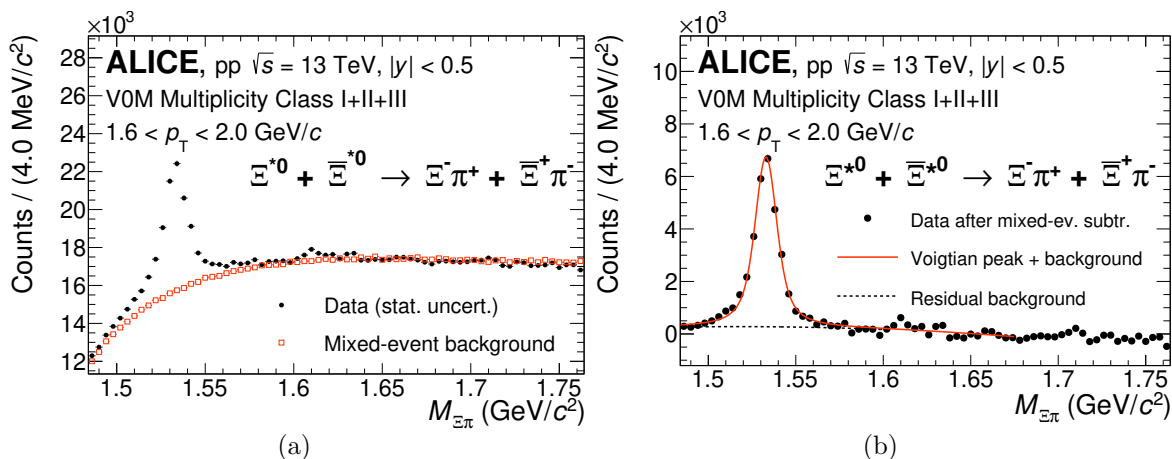 ×10³
ALICE, pp √s = 13 TeV, |y| < 0.5
V0M Multiplicity Class I+II+III
1.6 < p_T < 2.0 GeV/c
Ξ*⁰ + Ξ̅*⁰ → Ξ⁻π⁺ + Ξ̅⁺π⁻
Data (stat. uncert.)
Mixed-event background
Counts / (4.0 MeV/c²)
28
26
24
22
20
18
16
14
12
1.5 1.55 1.6 1.65 1.7 1.75
M_Ξπ (GeV/c²)
(a)
×10³
ALICE, pp √s = 13 TeV, |y| < 0.5
V0M Multiplicity Class I+II+III
1.6 < p_T < 2.0 GeV/c
Ξ*⁰ + Ξ̅*⁰ → Ξ⁻π⁺ + Ξ̅⁺π⁻
Data after mixed-ev. subtr.
Voigtian peak + background
Residual background
Counts / (4.0 MeV/c²)
10
8
6
4
2
0
1.5 1.55 1.6 1.65 1.7 1.75
M_Ξπ (GeV/c²)
(b)